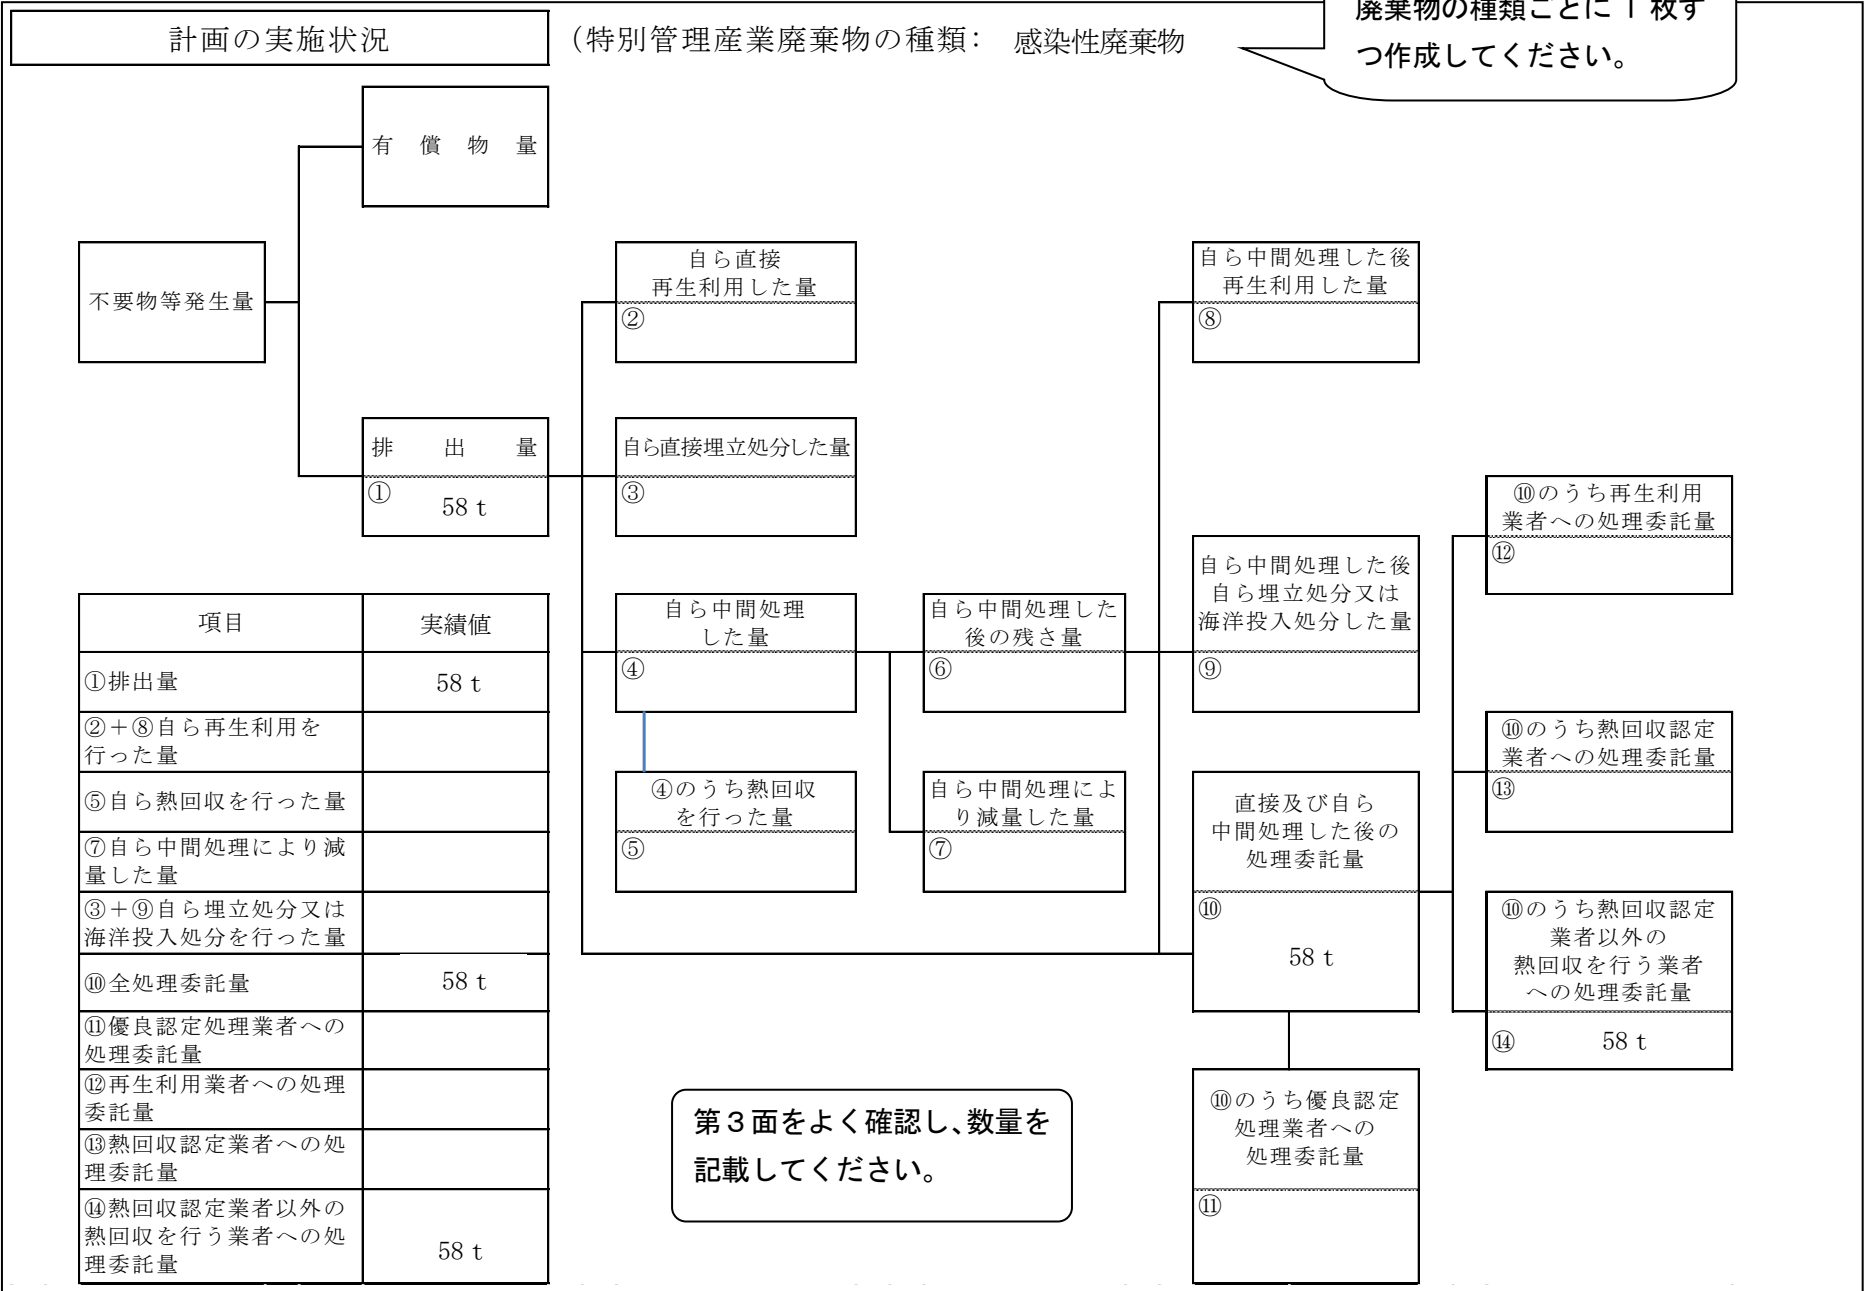 計画の実施状況
（特別管理産業廃棄物の種類： 感染性廃棄物
廃棄物の種類ごとに１枚ず
つ作成してください。
有償物量
不要物等発生量
自ら直接
再生利用した量
②
自ら中間処理した後
再生利用した量
⑧
排出量
①
58 t
自ら直接埋立処分した量
③
⑩のうち再生利用
業者への処理委託量
⑫
自ら中間処理
した量
④
自ら中間処理した
後の残さ量
⑥
自ら中間処理した後
自ら埋立処分又は
海洋投入処分した量
⑨
⑩のうち熱回収認定
業者への処理委託量
⑬
④のうち熱回収
を行った量
⑤
自ら中間処理によ
り減量した量
⑦
直接及び自ら
中間処理した後の
処理委託量
⑩
58 t
⑩のうち熱回収認定
業者以外の
熱回収を行う業者
への処理委託量
⑭ 58 t
⑩のうち優良認定
処理業者への
処理委託量
⑪
項目 実績値
①排出量 58 t
②＋⑧自ら再生利用を
行った量
⑤自ら熱回収を行った量
⑦自ら中間処理により減
量した量
③＋⑨自ら埋立処分又は
海洋投入処分を行った量
⑩全処理委託量 58 t
⑪優良認定処理業者への
処理委託量
⑫再生利用業者への処理
委託量
⑬熱回収認定業者への処
理委託量
⑭熱回収認定業者以外の
熱回収を行う業者への処
理委託量 58 t
第３面をよく確認し、数量を
記載してください。